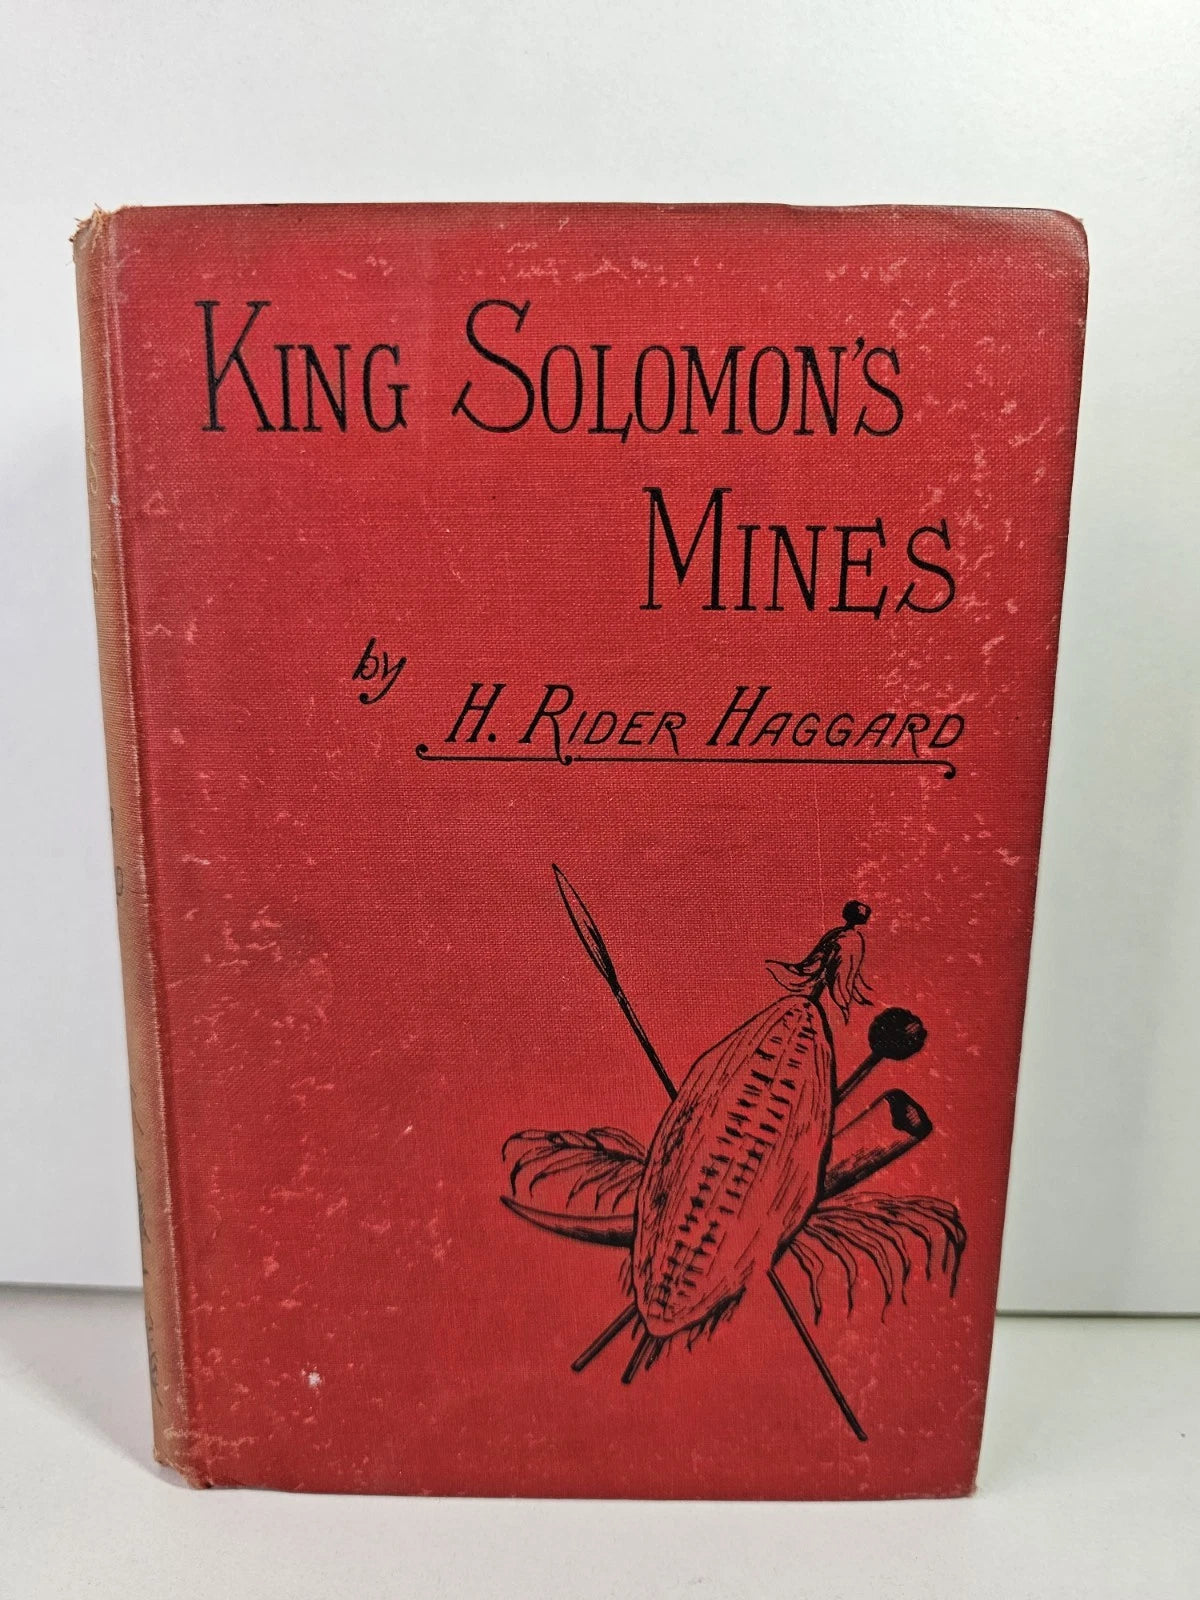 KING SOLOMON'S
MINES
by
H. RIDER HAGGARD